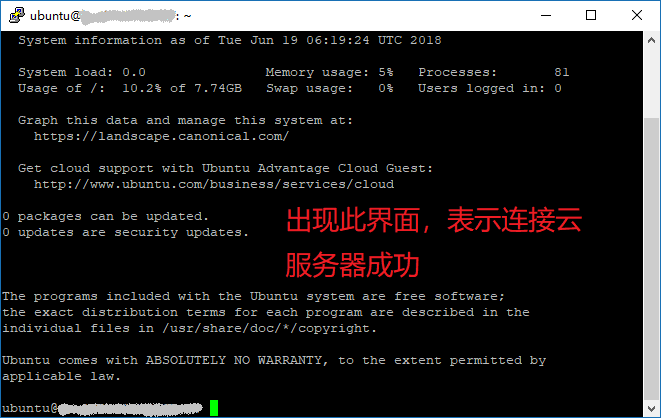 ubuntu@ : ~
System information as of Tue Jun 19 06:19:24 UTC 2018
System load: 0.0 Memory usage: 5% Processes: 81
Usage of /: 10.2% of 7.74GB Swap usage: 0% Users logged in: 0
Graph this data and manage this system at:
https://landscape.canonical.com/
Get cloud support with Ubuntu Advantage Cloud Guest:
http://www.ubuntu.com/business/services/cloud
0 packages can be updated.
0 updates are security updates.
出现此界面，表示连接云
服务器成功
The programs included with the Ubuntu system are free software;
the exact distribution terms for each program are described in the
individual files in /usr/share/doc/*/copyright.
Ubuntu comes with ABSOLUTELY NO WARRANTY, to the extent permitted by
applicable law.
ubuntu@